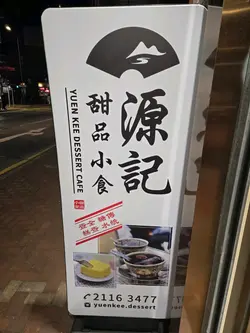 源記
甜品小食
YUEN KEE DESSERT CAFE
2116 3477
yuenkee.dessert